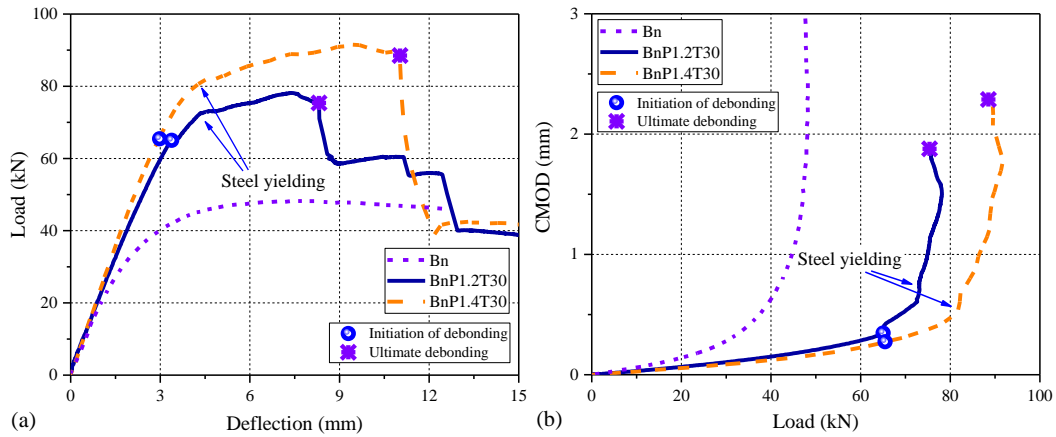 100
80
60
40
20
0
Load (kN)
Steel yielding
Bn
BnP1.2T30
BnP1.4T30
Initiation of debonding
Ultimate debonding
0
3
6
9
12
15
Deflection (mm)
(a)
3
2
1
0
CMOD (mm)
Bn
BnP1.2T30
BnP1.4T30
Initiation of debonding
Ultimate debonding
Steel yielding
0
20
40
60
80
100
Load (kN)
(b)